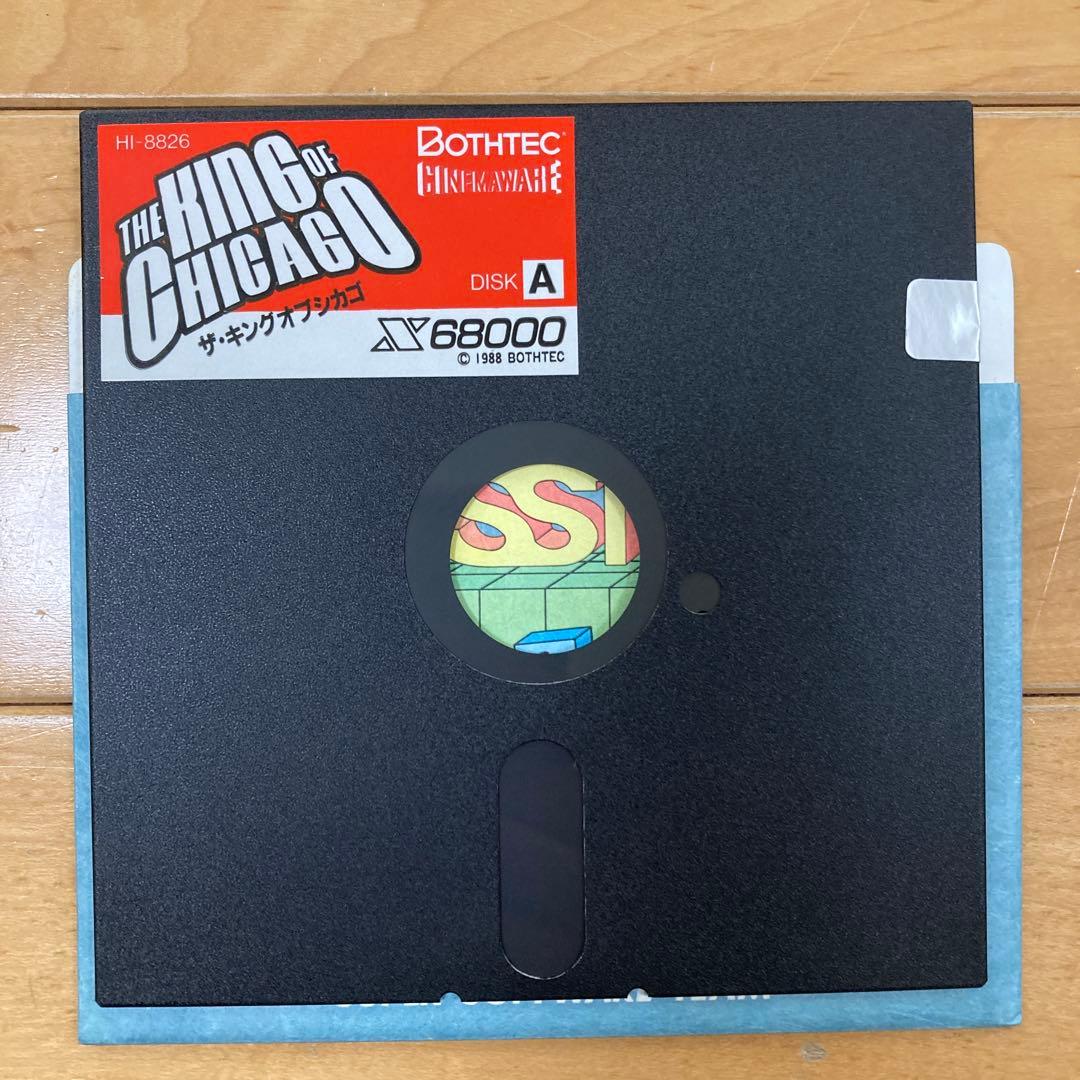 HI-8826
THE KING OF
CHICAGO
ザ・キングオブシカゴ
BOTHTEC
CINEMAWARE
DISK A
X68000
© 1988 BOTHTEC
SSI